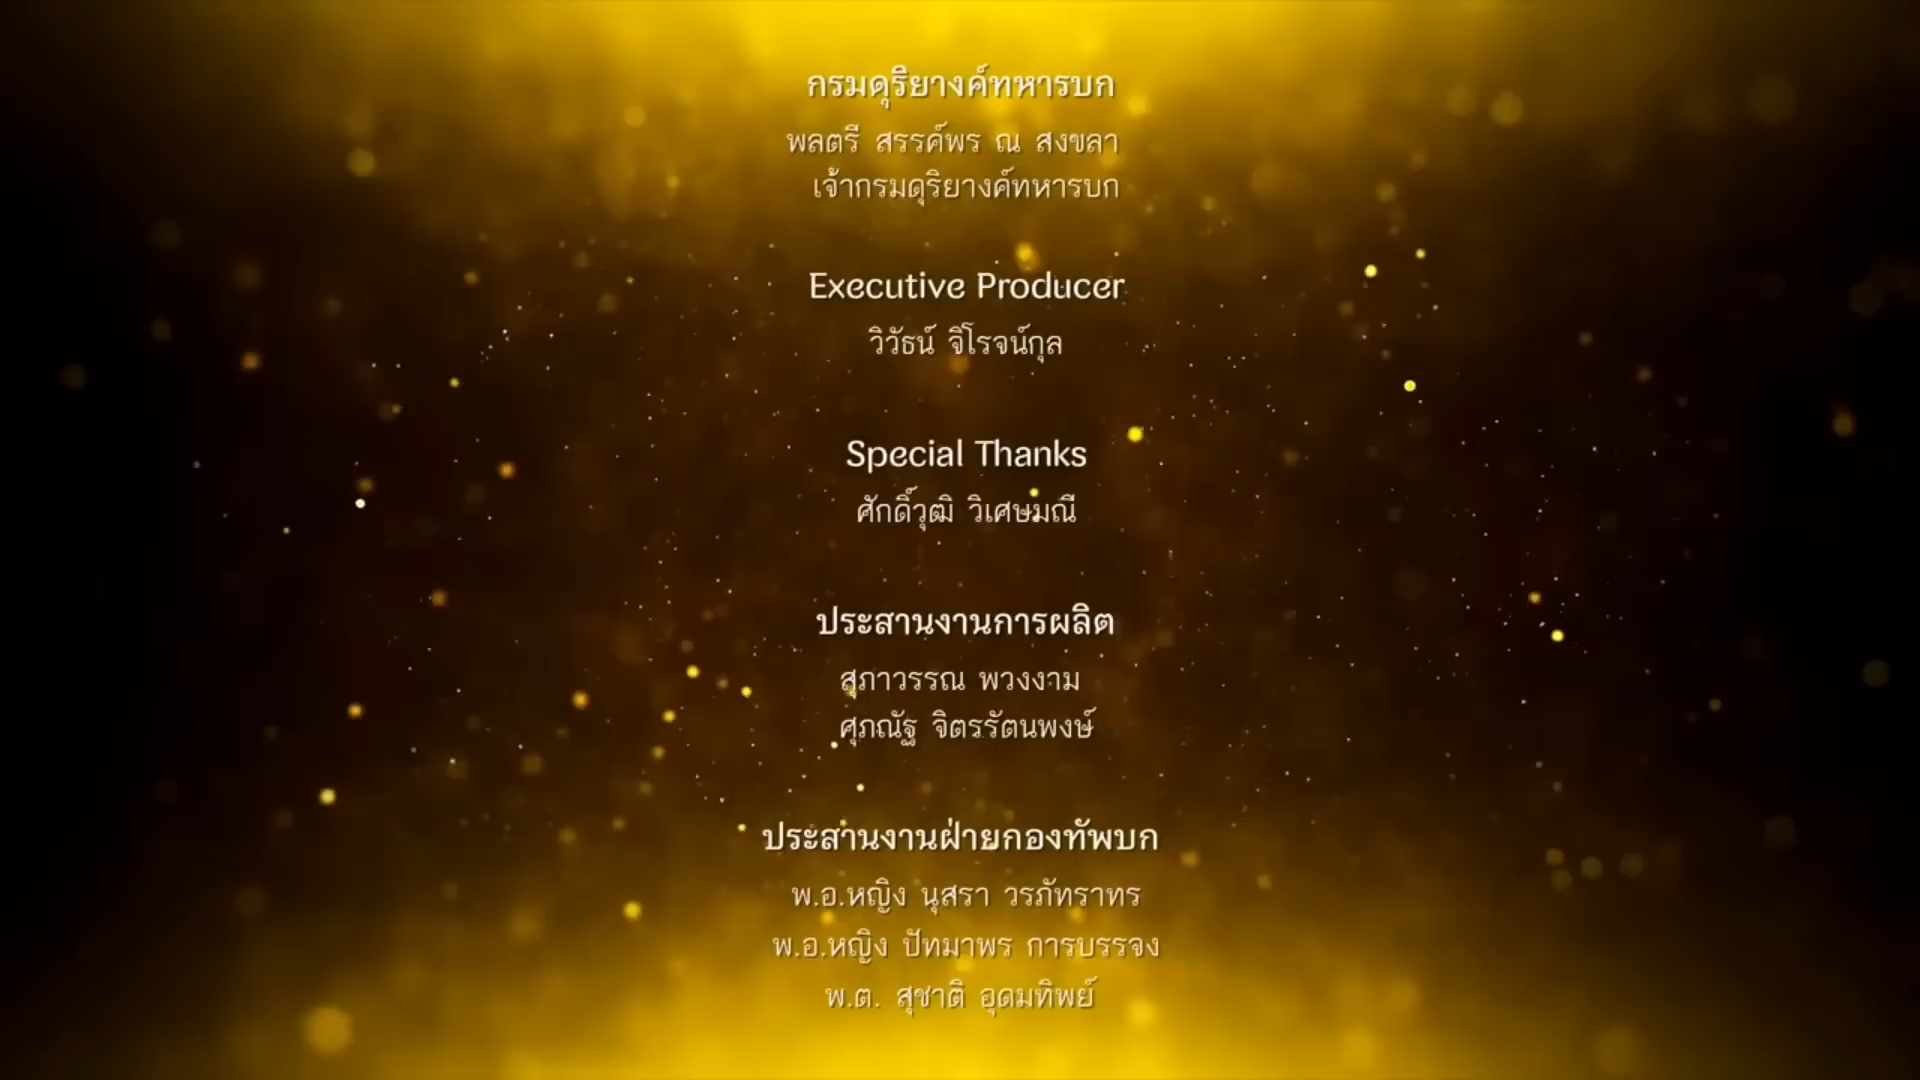 กรมดุริยางค์ทหารบก
พลตรี สรรค์พร ณ สงขลา
เจ้ากรมดุริยางค์ทหารบก
Executive Producer
วิวัธน์ จิโรจน์กุล
Special Thanks
ศักดิ์วุฒิ วิเศษมณี
ประสานงานการผลิต
สุภาวรรณ พวงงาม
ศุภณัฐ จิตรรัตนพงษ์
ประสานงานฝ่ายกองทัพบก
พ.อ.หญิง นุสรา วรภัทราทร
พ.อ.หญิง ปัทมาพร การบรรจง
พ.ต. สุชาติ อุดมทิพย์